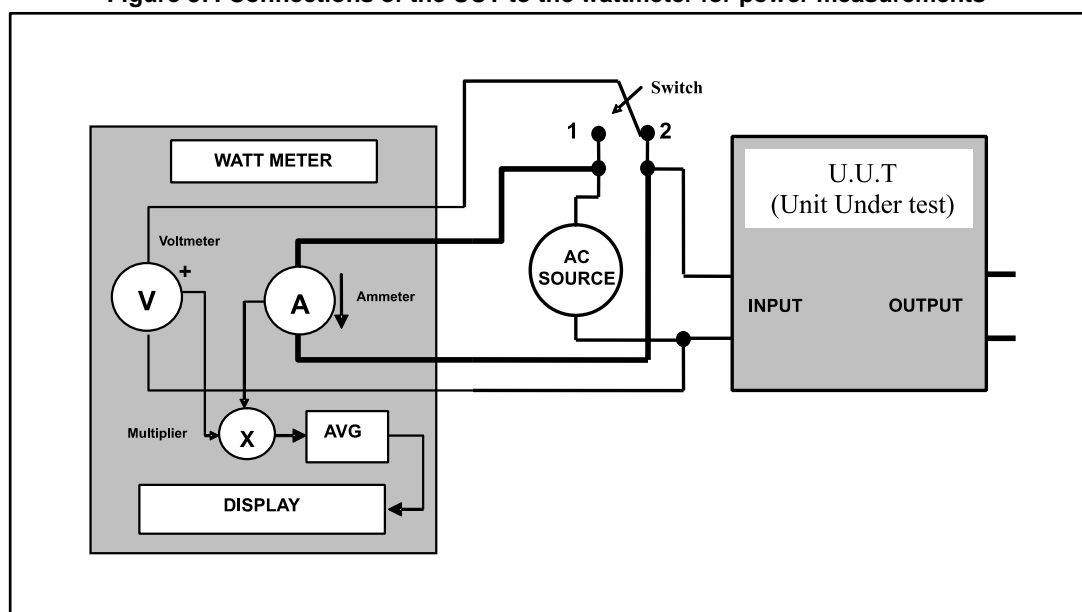 Switch
1
2
WATT METER
U.U.T
(Unit Under test)
Voltmeter
+
V
A
Ammeter
AC
SOURCE
INPUT
OUTPUT
Multiplier
X
AVG
DISPLAY